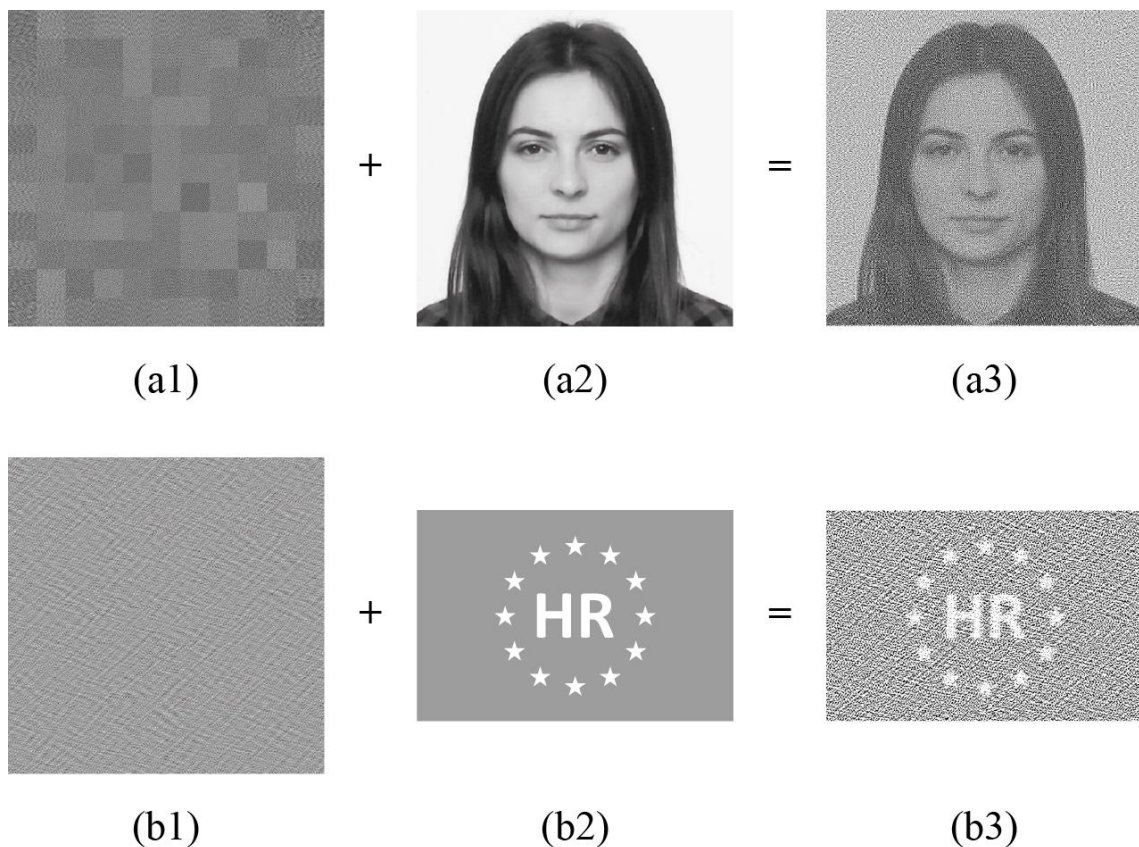 + =
(a1) (a2) (a3)
+ HR = HR
(b1) (b2) (b3)